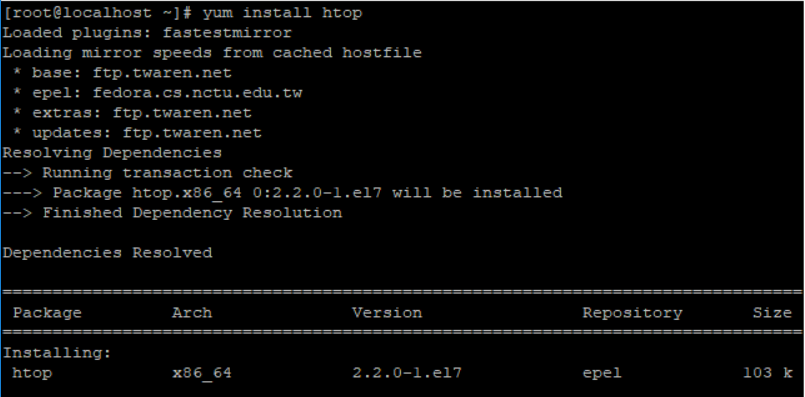 [root@localhost ~]# yum install htop
Loaded plugins: fastestmirror
Loading mirror speeds from cached hostfile
 * base: ftp.twaren.net
 * epel: fedora.cs.nctu.edu.tw
 * extras: ftp.twaren.net
 * updates: ftp.twaren.net
Resolving Dependencies
--> Running transaction check
---> Package htop.x86_64 0:2.2.0-1.el7 will be installed
--> Finished Dependency Resolution

Dependencies Resolved

================================================================================
 Package         Arch              Version                Repository       Size
================================================================================
Installing:
 htop            x86_64            2.2.0-1.el7            epel            103 k